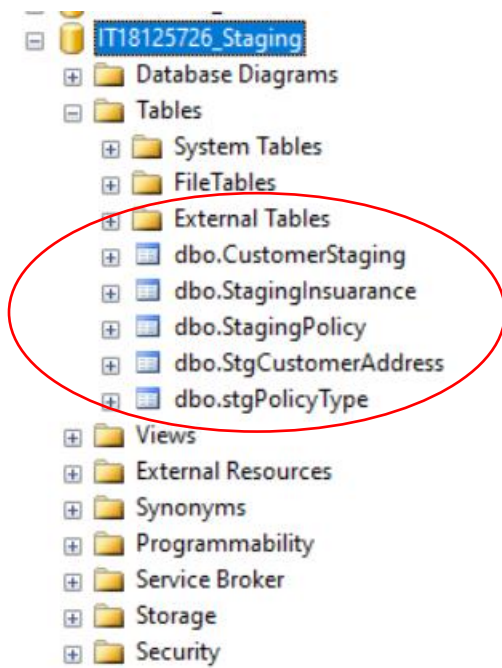 IT18125726_Staging
Database Diagrams
Tables
System Tables
FileTables
External Tables
dbo.CustomerStaging
dbo.StagingInsuarance
dbo.StagingPolicy
dbo.StgCustomerAddress
dbo.stgPolicyType
Views
External Resources
Synonyms
Programmability
Service Broker
Storage
Security